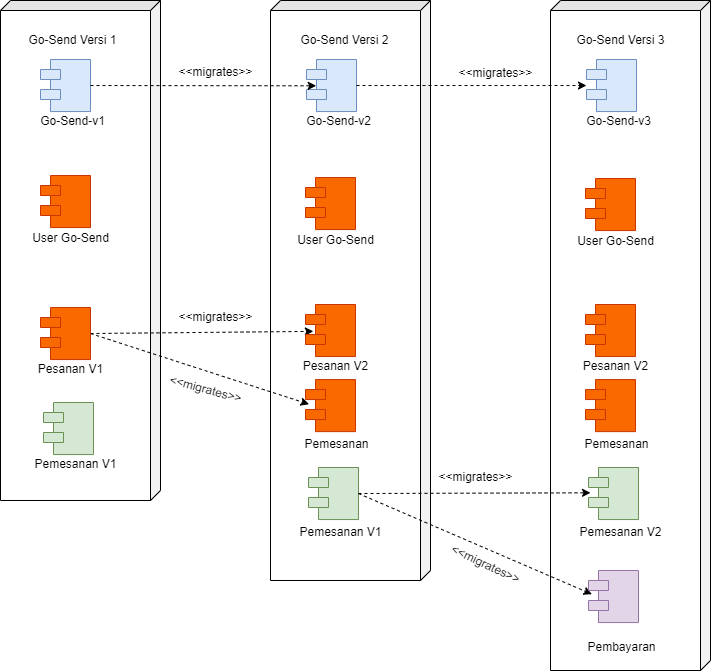 Go-Send Versi 1
Go-Send Versi 2
Go-Send Versi 3
<<migrates>>
<<migrates>>
Go-Send-v1
Go-Send-v2
Go-Send-v3
User Go-Send
User Go-Send
User Go-Send
<<migrates>>
Pesanan V1
Pesanan V2
Pesanan V2
<<migrates>>
Pemesanan
Pemesanan
Pemesanan V1
<<migrates>>
Pemesanan V1
Pemesanan V2
<<migrates>>
Pembayaran